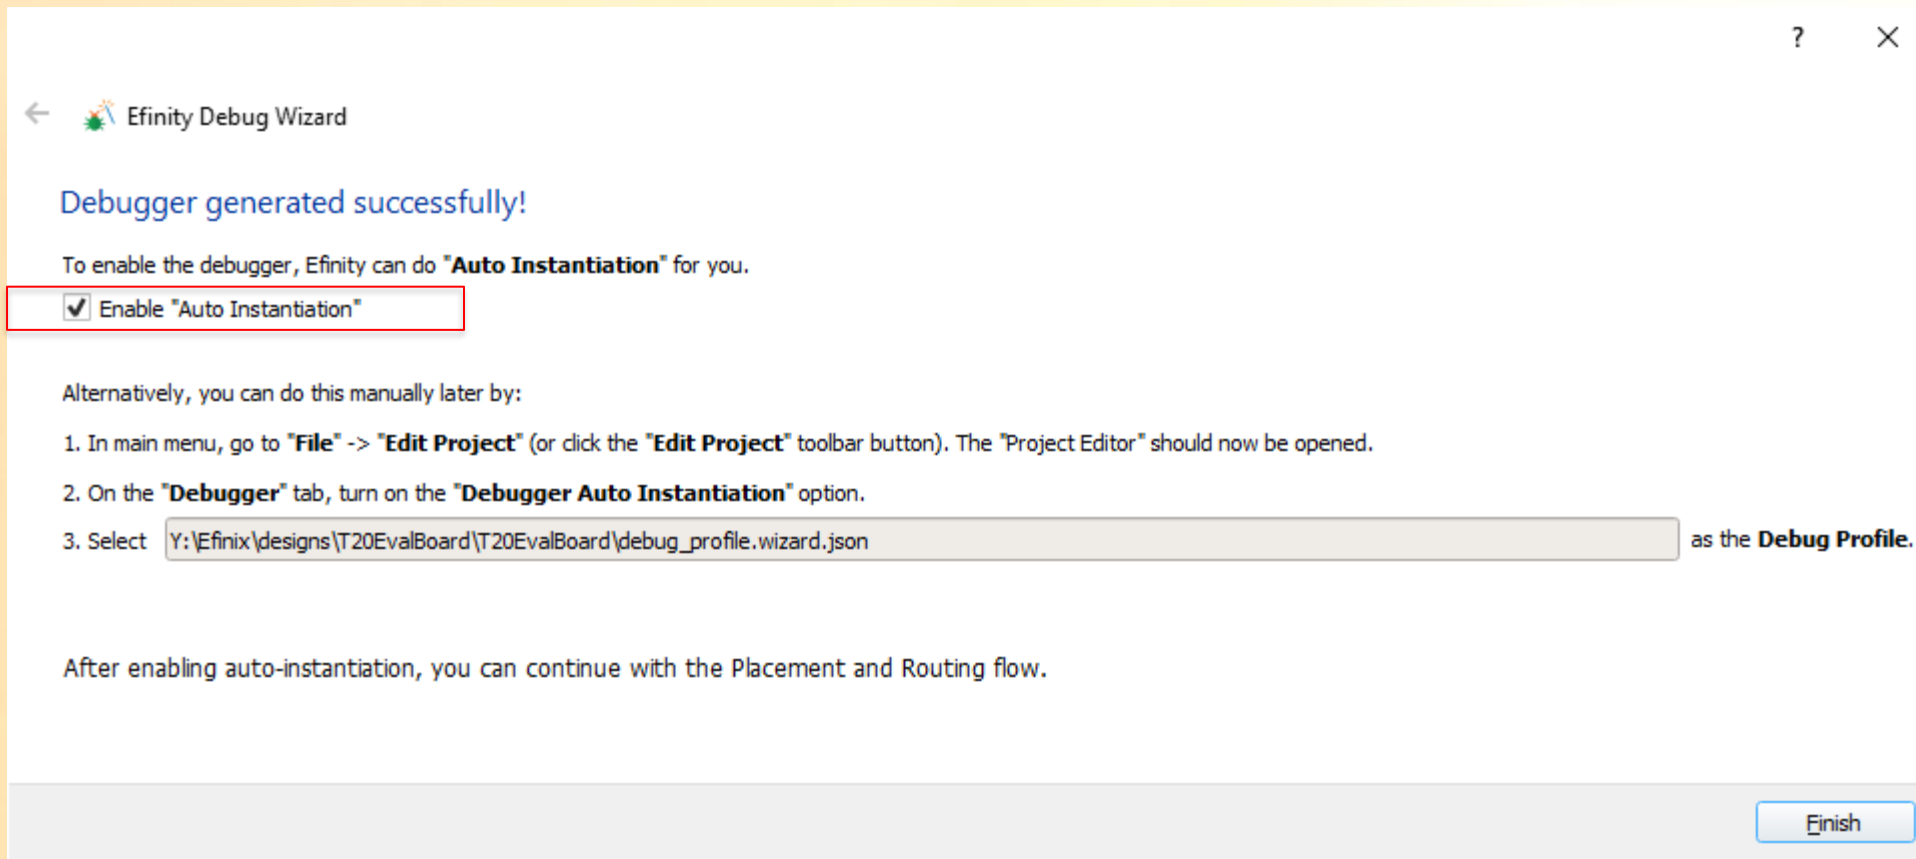 ?
Efinity Debug Wizard
Debugger generated successfully!
To enable the debugger, Efinity can do "Auto Instantiation" for you.
Enable "Auto Instantiation"
Alternatively, you can do this manually later by:
1. In main menu, go to "File" -> "Edit Project" (or click the "Edit Project" toolbar button). The "Project Editor" should now be opened.
2. On the "Debugger" tab, turn on the "Debugger Auto Instantiation" option.
3. Select Y:\Efinix\designs\T20EvalBoard\T20EvalBoard\debug_profile.wizard.json as the Debug Profile.
After enabling auto-instantiation, you can continue with the Placement and Routing flow.
Finish